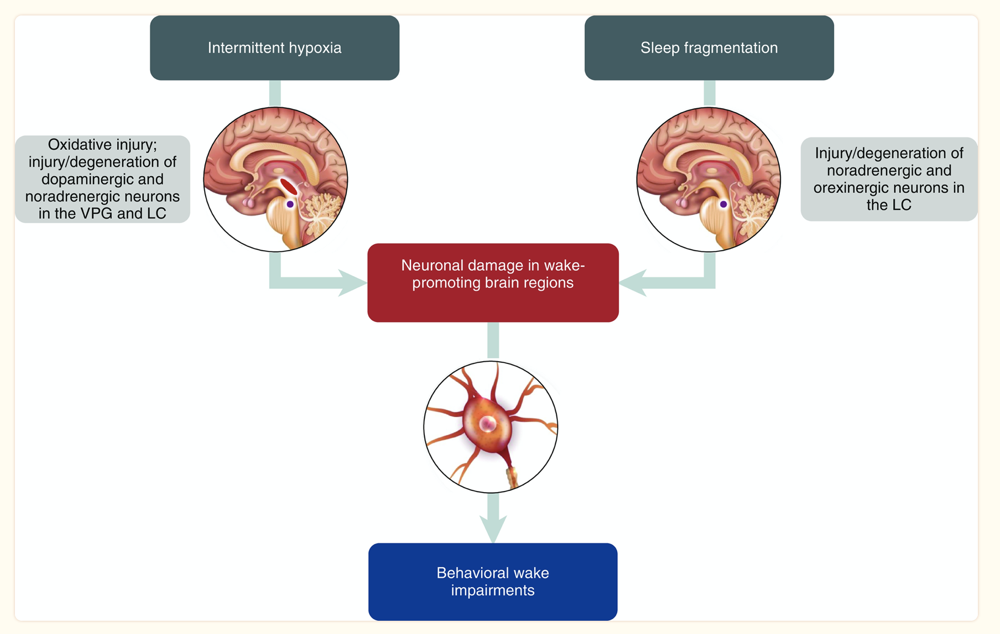 Intermittent hypoxia
Sleep fragmentation
Oxidative injury;
injury/degeneration of
dopaminergic and
noradrenergic neurons
in the VPG and LC
Injury/degeneration of
noradrenergic and
orexinergic neurons in
the LC
Neuronal damage in wake-
promoting brain regions
Behavioral wake
impairments